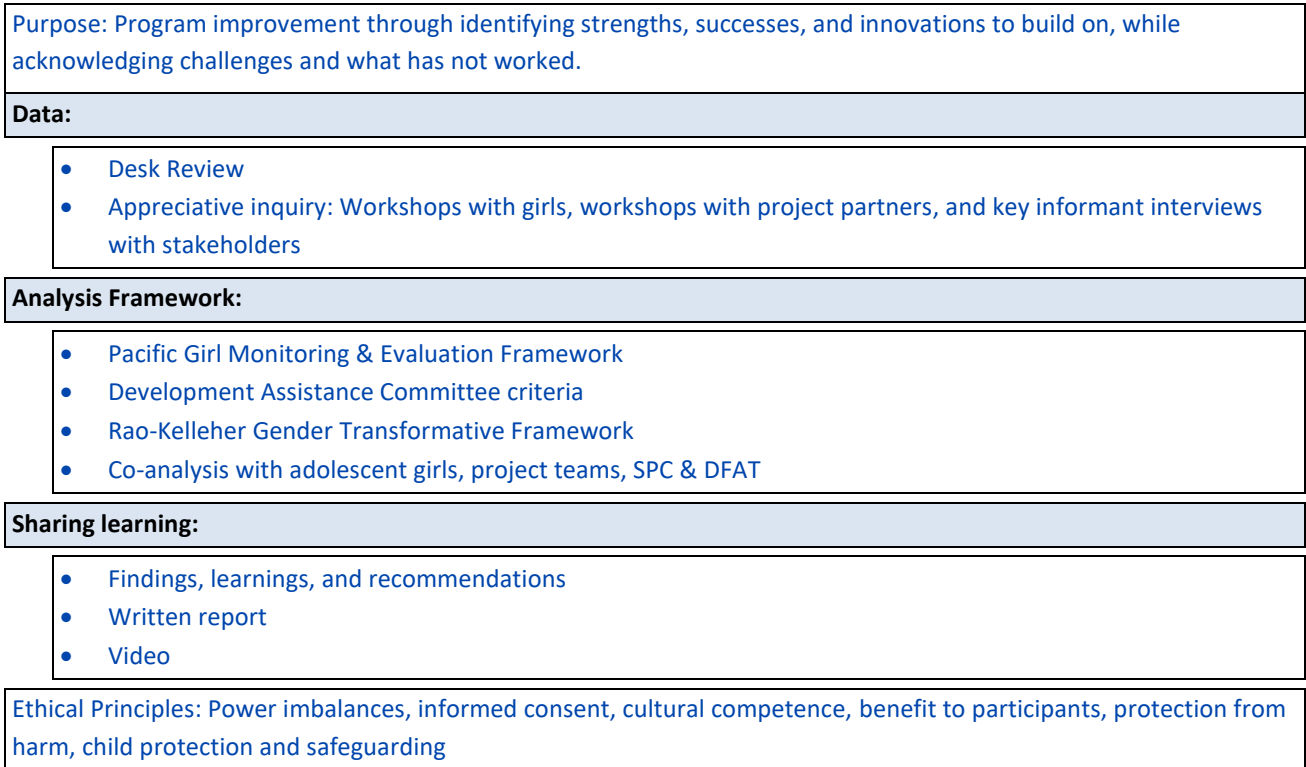 Purpose: Program improvement through identifying strengths, successes, and innovations to build on, while
acknowledging challenges and what has not worked.
Data:
• Desk Review
• Appreciative inquiry: Workshops with girls, workshops with project partners, and key informant interviews
with stakeholders
Analysis Framework:
• Pacific Girl Monitoring & Evaluation Framework
• Development Assistance Committee criteria
• Rao-Kelleher Gender Transformative Framework
• Co-analysis with adolescent girls, project teams, SPC & DFAT
Sharing learning:
• Findings, learnings, and recommendations
• Written report
• Video
Ethical Principles: Power imbalances, informed consent, cultural competence, benefit to participants, protection from
harm, child protection and safeguarding